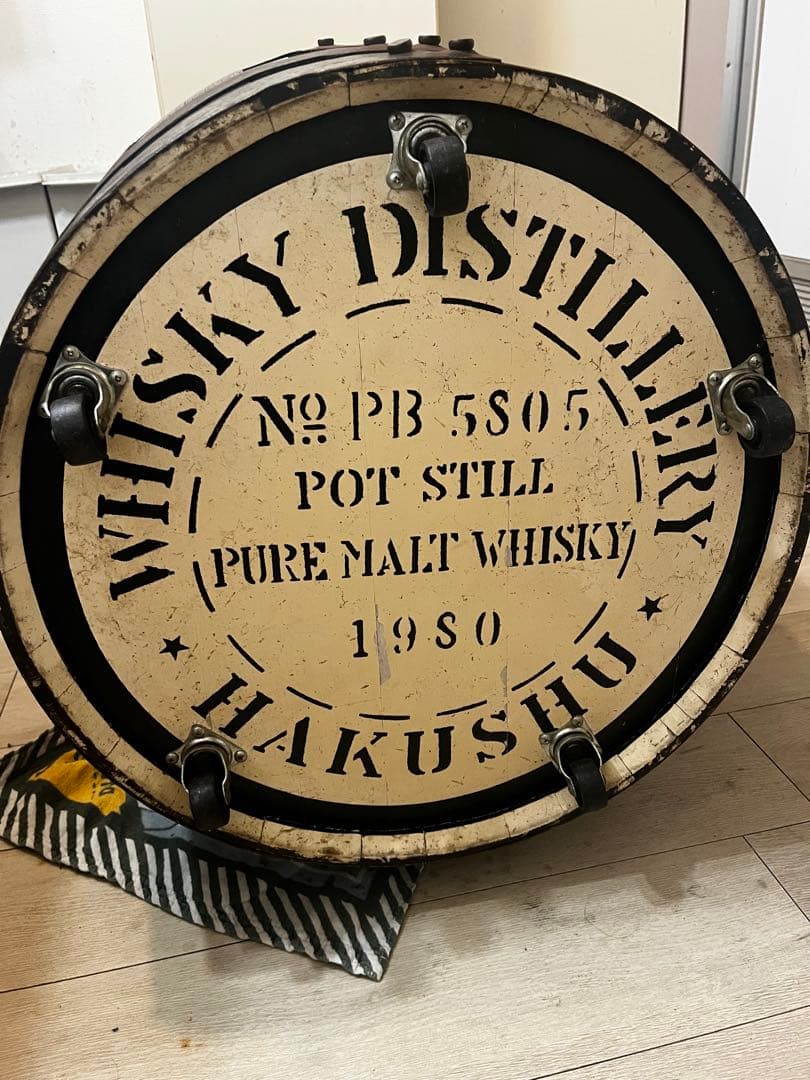 WHISKY DISTILLERY
Nº PB 5805
POT STILL
PURE MALT WHISKY
1980
★ HAKUSHU ★